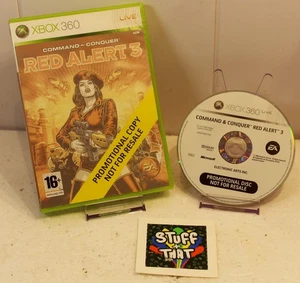 XBOX 360
LIVE
COMMAND & CONQUER
RED ALERT 3
PROMOTIONAL COPY
NOT FOR RESALE
16+
XBOX 360
COMMAND & CONQUER RED ALERT 3
EA
ELECTRONIC ARTS INC.
PROMOTIONAL DISC
NOT FOR RESALE
STUFF
THAT